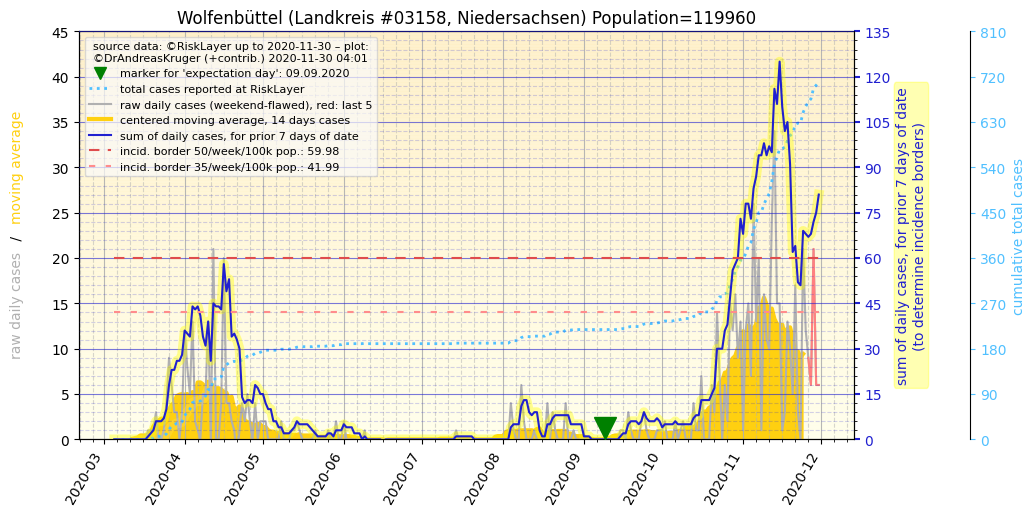 Wolfenbüttel (Landkreis #03158, Niedersachsen) Population=119960
source data: ©RiskLayer up to 2020-11-30 – plot:
©DrAndreasKruger (+contrib.) 2020-11-30 04:01
marker for 'expectation day': 09.09.2020
total cases reported at RiskLayer
raw daily cases (weekend-flawed), red: last 5
centered moving average, 14 days cases
sum of daily cases, for prior 7 days of date
incid. border 50/week/100k pop.: 59.98
incid. border 35/week/100k pop.: 41.99
raw daily cases / moving average
45
40
35
30
25
20
15
10
5
0
135
120
105
90
75
60
45
30
15
0
sum of daily cases, for prior 7 days of date
(to determine incidence borders)
810
720
630
540
450
360
270
180
90
0
cumulative total cases
2020-03
2020-04
2020-05
2020-06
2020-07
2020-08
2020-09
2020-10
2020-11
2020-12